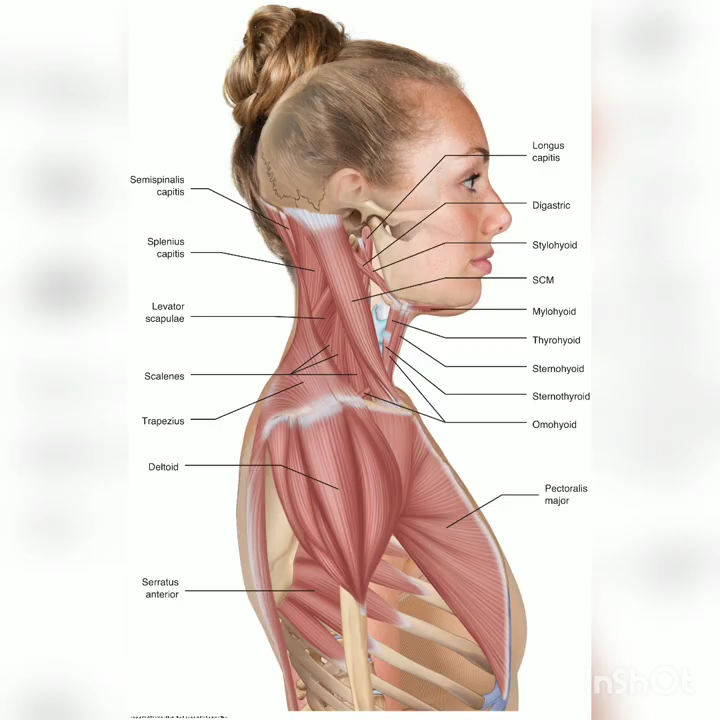 Semispinalis
capitis
Splenius
capitis
Levator
scapulae
Scalenes
Trapezius
Deltoid
Serratus
anterior
Longus
capitis
Digastric
Stylohyoid
SCM
Mylohyoid
Thyrohyoid
Sternohyoid
Sternothyroid
Omohyoid
Pectoralis
major
InShOt